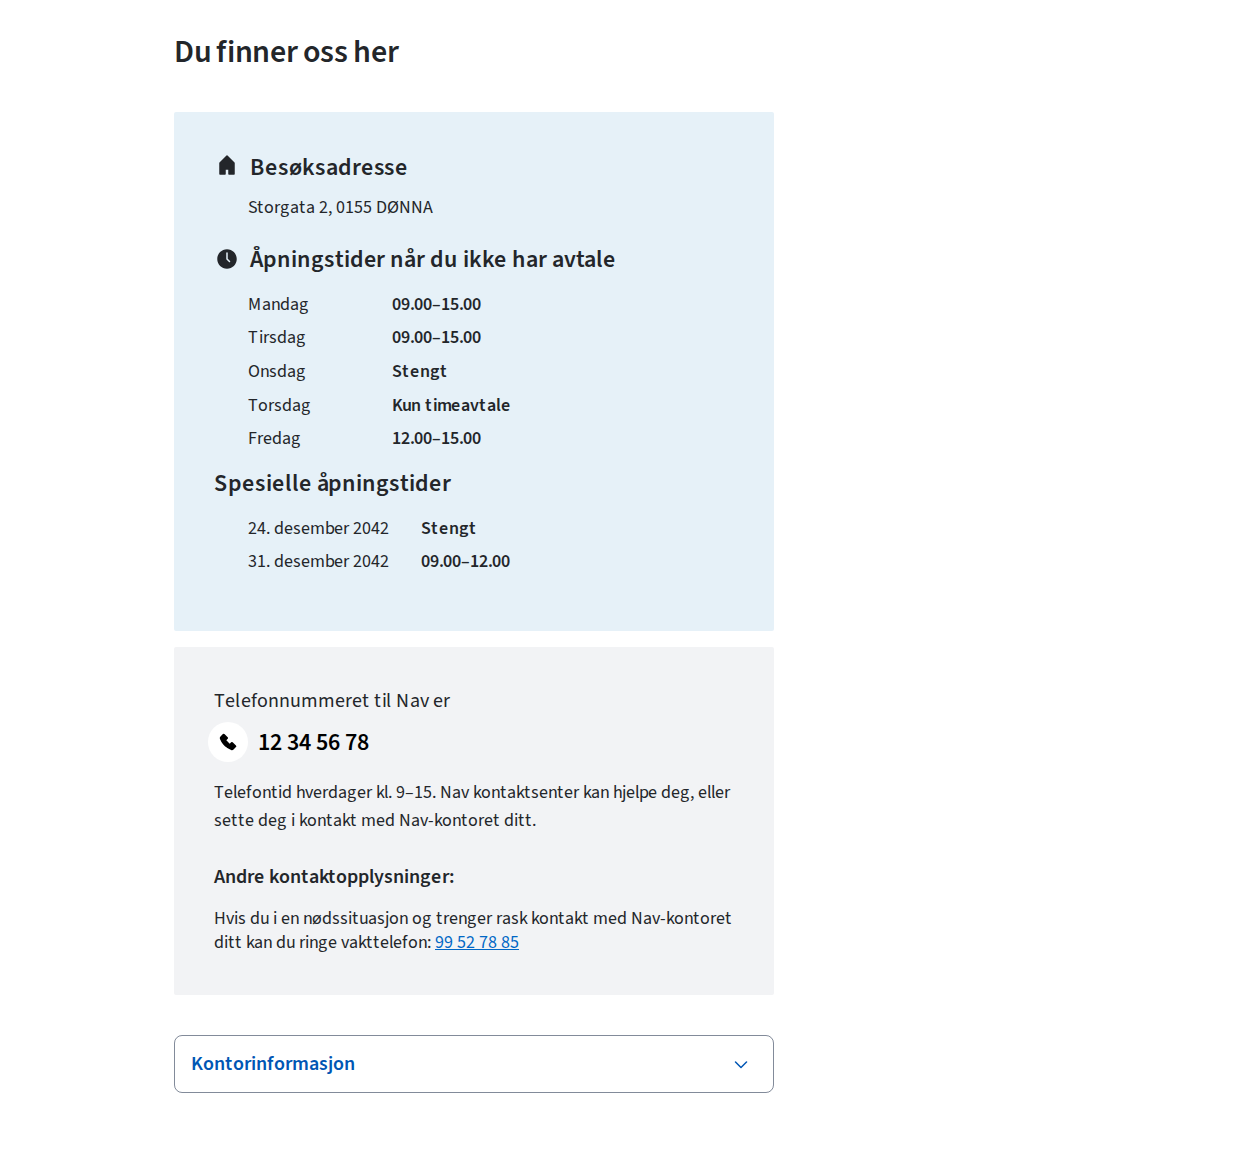 Du finner oss her
Besøksadresse
Storgata 2, 0155 DØNNA
Åpningstider når du ikke har avtale
Mandag 09.00–15.00
Tirsdag 09.00–15.00
Onsdag Stengt
Torsdag Kun timeavtale
Fredag 12.00–15.00
Spesielle åpningstider
24. desember 2042 Stengt
31. desember 2042 09.00–12.00
Telefonnummeret til Nav er
12 34 56 78
Telefontid hverdager kl. 9–15. Nav kontaktsenter kan hjelpe deg, eller
sette deg i kontakt med Nav-kontoret ditt.
Andre kontaktopplysninger:
Hvis du i en nødssituasjon og trenger rask kontakt med Nav-kontoret
ditt kan du ringe vakttelefon: 99 52 78 85
Kontorinformasjon